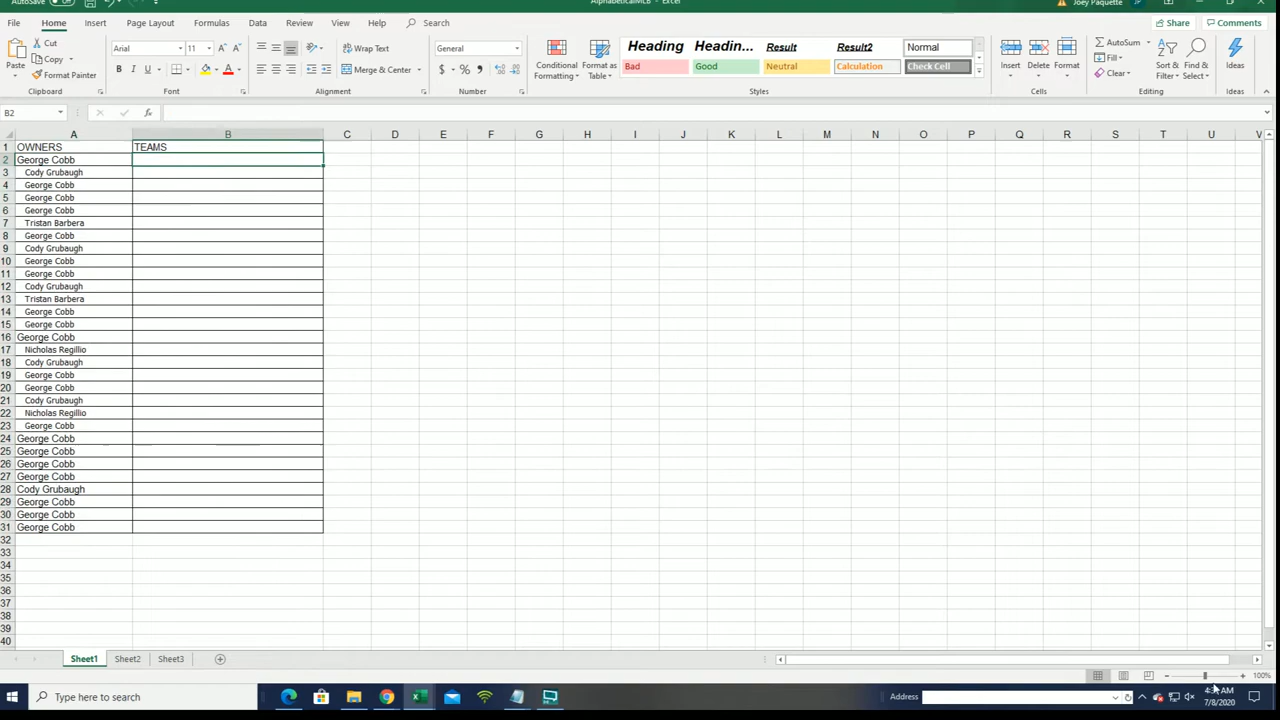 AutoSave Off AlphabeticalMLB - Excel Joey Paquette JP
File Home Insert Page Layout Formulas Data Review View Help Search Share Comments
Paste Cut Copy Format Painter Clipboard
Arial 11 A A B I U A Font
Wrap Text Merge & Center Alignment
General $ % , Number
Conditional Formatting Format as Table
Heading Headin... Result Result2 Normal
Bad Good Neutral Calculation Check Cell
Styles
Insert Delete Format Cells
AutoSum Fill Clear Sort & Filter Find & Select Editing
Ideas Ideas
B2 fx
A B C D E F G H I J K L M N O P Q R S T U V
1 OWNERS TEAMS
2 George Cobb
3 Cody Grubaugh
4 George Cobb
5 George Cobb
6 George Cobb
7 Tristan Barbera
8 George Cobb
9 Cody Grubaugh
10 George Cobb
11 George Cobb
12 Cody Grubaugh
13 Tristan Barbera
14 George Cobb
15 George Cobb
16 George Cobb
17 Nicholas Regillio
18 Cody Grubaugh
19 George Cobb
20 George Cobb
21 Cody Grubaugh
22 Nicholas Regillio
23 George Cobb
24 George Cobb
25 George Cobb
26 George Cobb
27 George Cobb
28 Cody Grubaugh
29 George Cobb
30 George Cobb
31 George Cobb
32
33
34
35
36
37
38
39
40
Sheet1 Sheet2 Sheet3
100%
Type here to search Address
7/8/2020